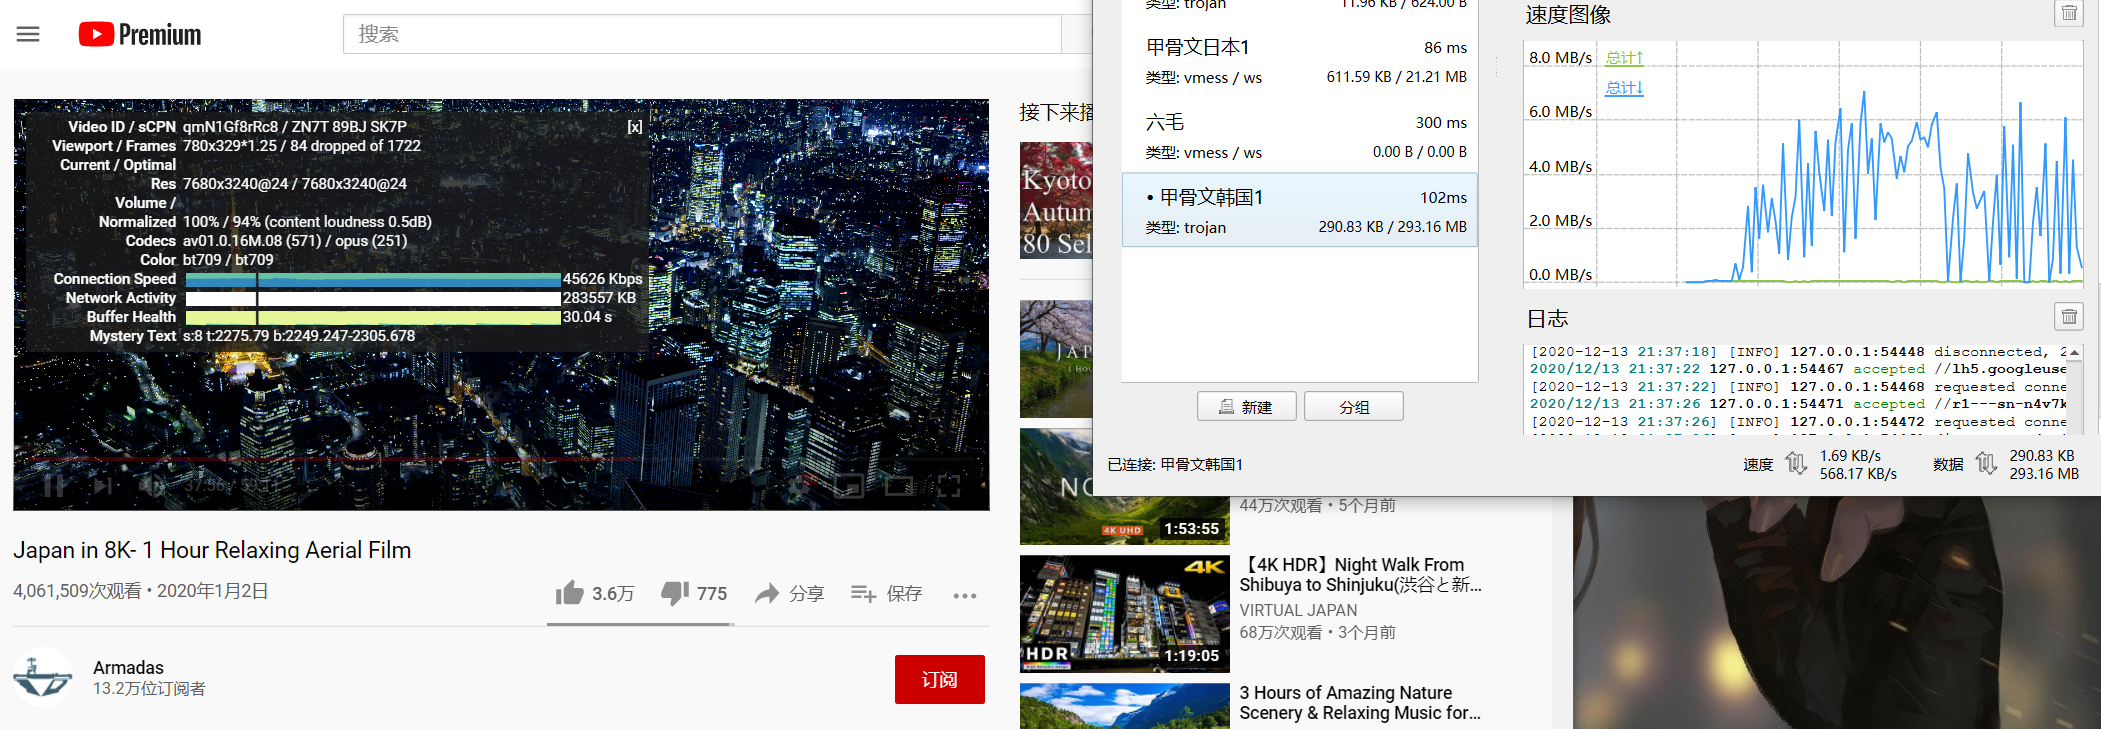 Premium
搜索
Video ID / sCPN qmN1Gf8rRc8 / ZN7T 89BJ SK7P
[x]
Viewport / Frames 780x329*1.25 / 84 dropped of 1722
Current / Optimal
Res 7680x3240@24 / 7680x3240@24
Volume /
Normalized 100% / 94% (content loudness 0.5dB)
Codecs av01.0.16M.08 (571) / opus (251)
Color bt709 / bt709
Connection Speed 45626 Kbps
Network Activity 283557 KB
Buffer Health 30.04 s
Mystery Text s:8 t:2275.79 b:2249.247-2305.678
37:56 / 59:11
Japan in 8K- 1 Hour Relaxing Aerial Film
4,061,509次观看 • 2020年1月2日
3.6万
775
分享
保存
Armadas
13.2万位订阅者
订阅
接下来播
Kyoto
Autum
80 Sel
JAP
[ HOU
NO
4K UHD
1:53:55
44万次观看 • 5个月前
4K
HDR
1:19:05
【4K HDR】Night Walk From
Shibuya to Shinjuku(渋谷と新...
VIRTUAL JAPAN
68万次观看 • 3个月前
3 Hours of Amazing Nature
Scenery & Relaxing Music for...
类型: trojan
11.96 KB / 624.00 B
甲骨文日本1
86 ms
类型: vmess / ws
611.59 KB / 21.21 MB
六毛
300 ms
类型: vmess / ws
0.00 B / 0.00 B
• 甲骨文韩国1
102ms
类型: trojan
290.83 KB / 293.16 MB
新建
分组
已连接: 甲骨文韩国1
速度图像
8.0 MB/s
6.0 MB/s
4.0 MB/s
2.0 MB/s
0.0 MB/s
总计↑
总计↓
日志
[2020-12-13 21:37:18] [INFO] 127.0.0.1:54448 disconnected, 2
2020/12/13 21:37:22 127.0.0.1:54467 accepted //lh5.googleuse
[2020-12-13 21:37:22] [INFO] 127.0.0.1:54468 requested conne
2020/12/13 21:37:26 127.0.0.1:54471 accepted //r1---sn-n4v7k
[2020-12-13 21:37:26] [INFO] 127.0.0.1:54472 requested conne
速度
1.69 KB/s
568.17 KB/s
数据
290.83 KB
293.16 MB